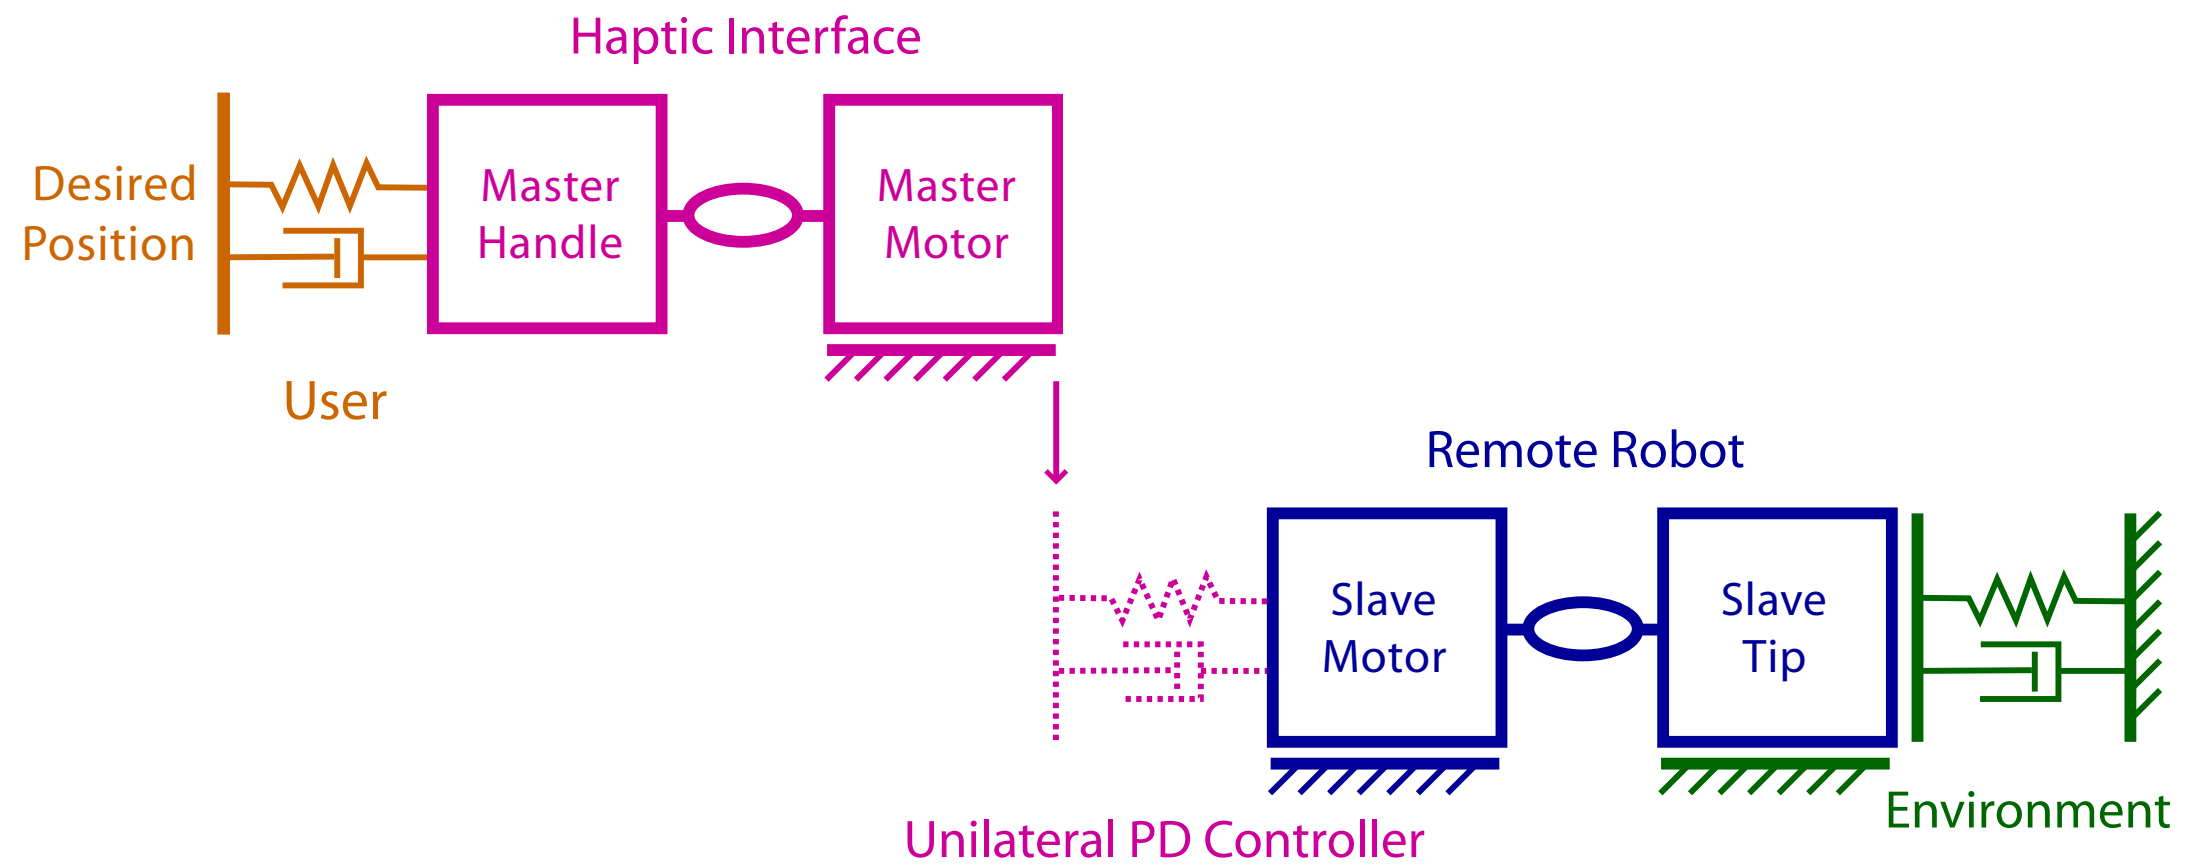 Haptic Interface
Desired
Position
Master
Handle
Master
Motor
User
Remote Robot
Slave
Motor
Slave
Tip
Environment
Unilateral PD Controller